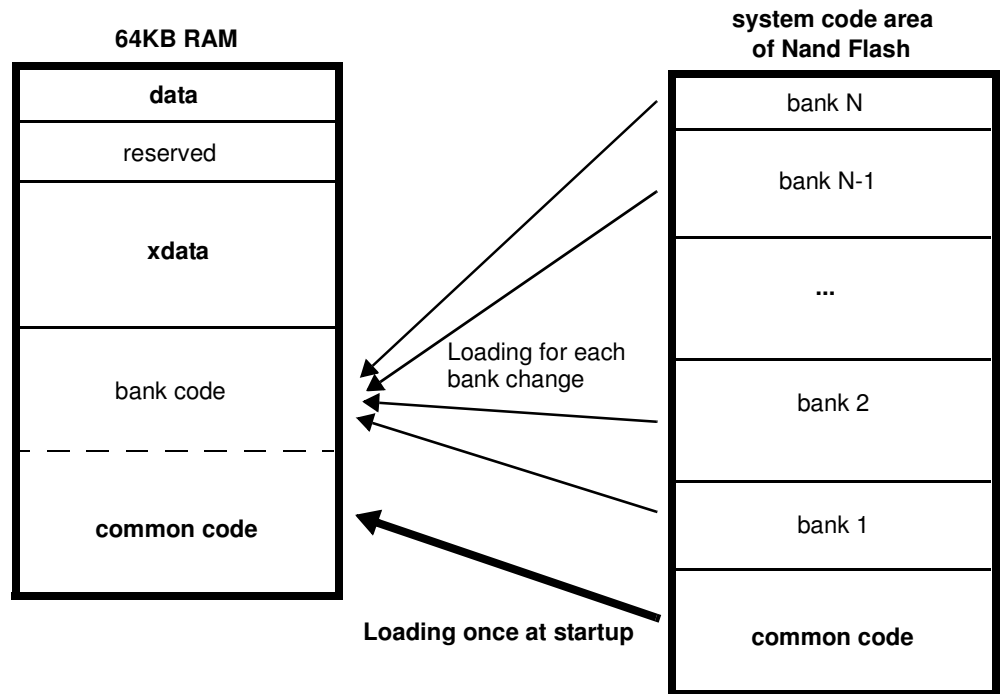 64KB RAM
data
reserved
xdata
bank code
common code
Loading for each
bank change
Loading once at startup
system code area
of Nand Flash
bank N
bank N-1
...
bank 2
bank 1
common code